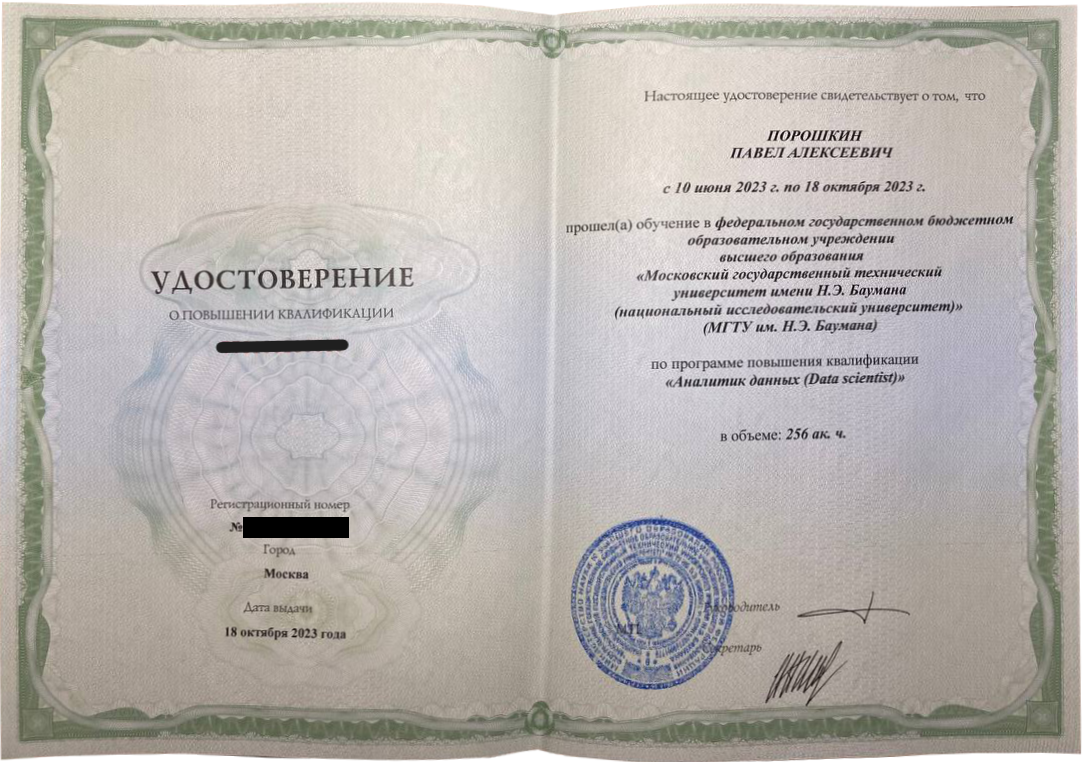 УДОСТОВЕРЕНИЕ
О ПОВЫШЕНИИ КВАЛИФИКАЦИИ
Регистрационный номер
№
Город
Москва
Дата выдачи
18 октября 2023 года
Настоящее удостоверение свидетельствует о том, что
ПОРОШКИН
ПАВЕЛ АЛЕКСЕЕВИЧ
с 10 июня 2023 г. по 18 октября 2023 г.
прошел(а) обучение в федеральном государственном бюджетном
образовательном учреждении
высшего образования
«Московский государственный технический
университет имени Н.Э. Баумана
(национальный исследовательский университет)»
(МГТУ им. Н.Э. Баумана)
по программе повышения квалификации
«Аналитик данных (Data scientist)»
в объеме: 256 ак. ч.
Руководитель
М.П.
Секретарь